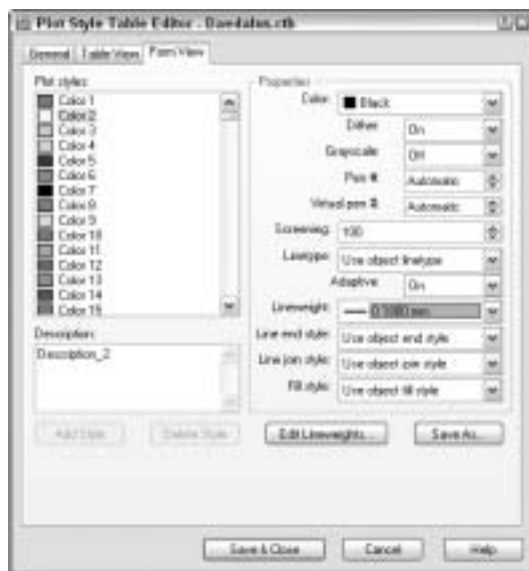 Plot Style Table Editor - Daedalus.ctb
General
Table View
Form View
Plot styles:
Color 1
Color 2
Color 3
Color 4
Color 5
Color 6
Color 7
Color 8
Color 9
Color 10
Color 11
Color 12
Color 13
Color 14
Color 15
Description:
Description_2
Add Style
Delete Style
Properties
Color: Black
Dither: On
Grayscale: Off
Pen #: Automatic
Virtual pen #: Automatic
Screening: 100
Linetype: Use object linetype
Adaptive: On
Lineweight: mm
Line end style: Use object end style
Line join style: Use object join style
Fill style: Use object fill style
Edit Lineweights...
Save As...
Save & Close
Cancel
Help